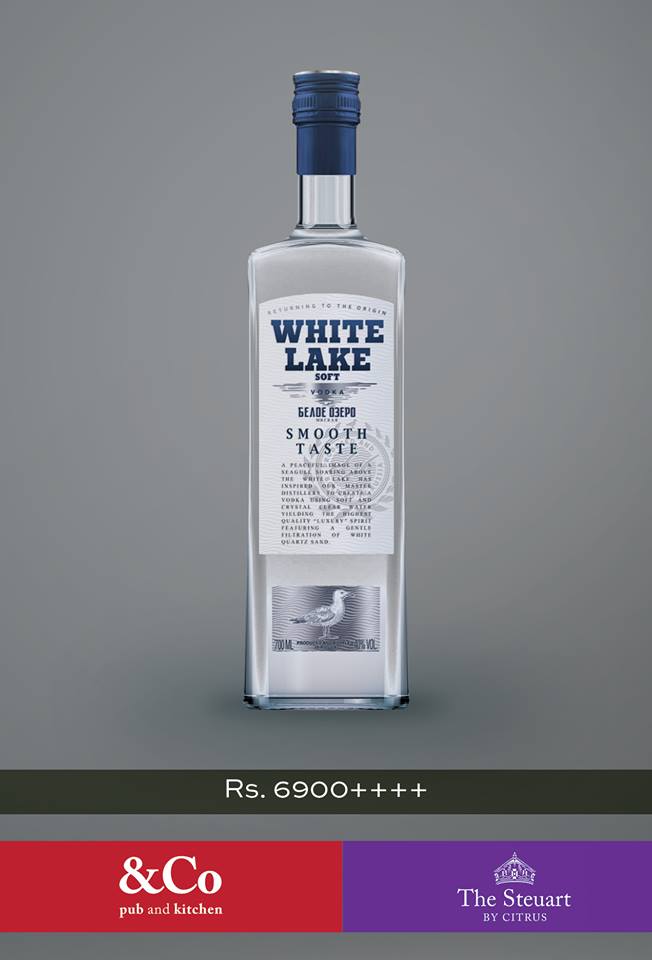 RETURNING TO THE ORIGIN
WHITE
LAKE
SOFT
VODKA
БЕЛОЕ ОЗЕРО
МЯГКАЯ
SMOOTH
TASTE
A PEACEFUL IMAGE OF A
SEAGULL SOARING ABOVE
THE WHITE LAKE HAS
INSPIRED OUR MASTER
DISTILLERS TO CREATE A
VODKA USING SOFT AND
CRYSTAL CLEAR WATER
YIELDING THE HIGHEST
QUALITY "LUXURY" SPIRIT
FEATURING A GENTLE
FILTRATION OF WHITE
QUARTZ SAND.
700 ML 40% VOL
Rs. 6900++++
&Co
pub and kitchen
The Steuart
BY CITRUS